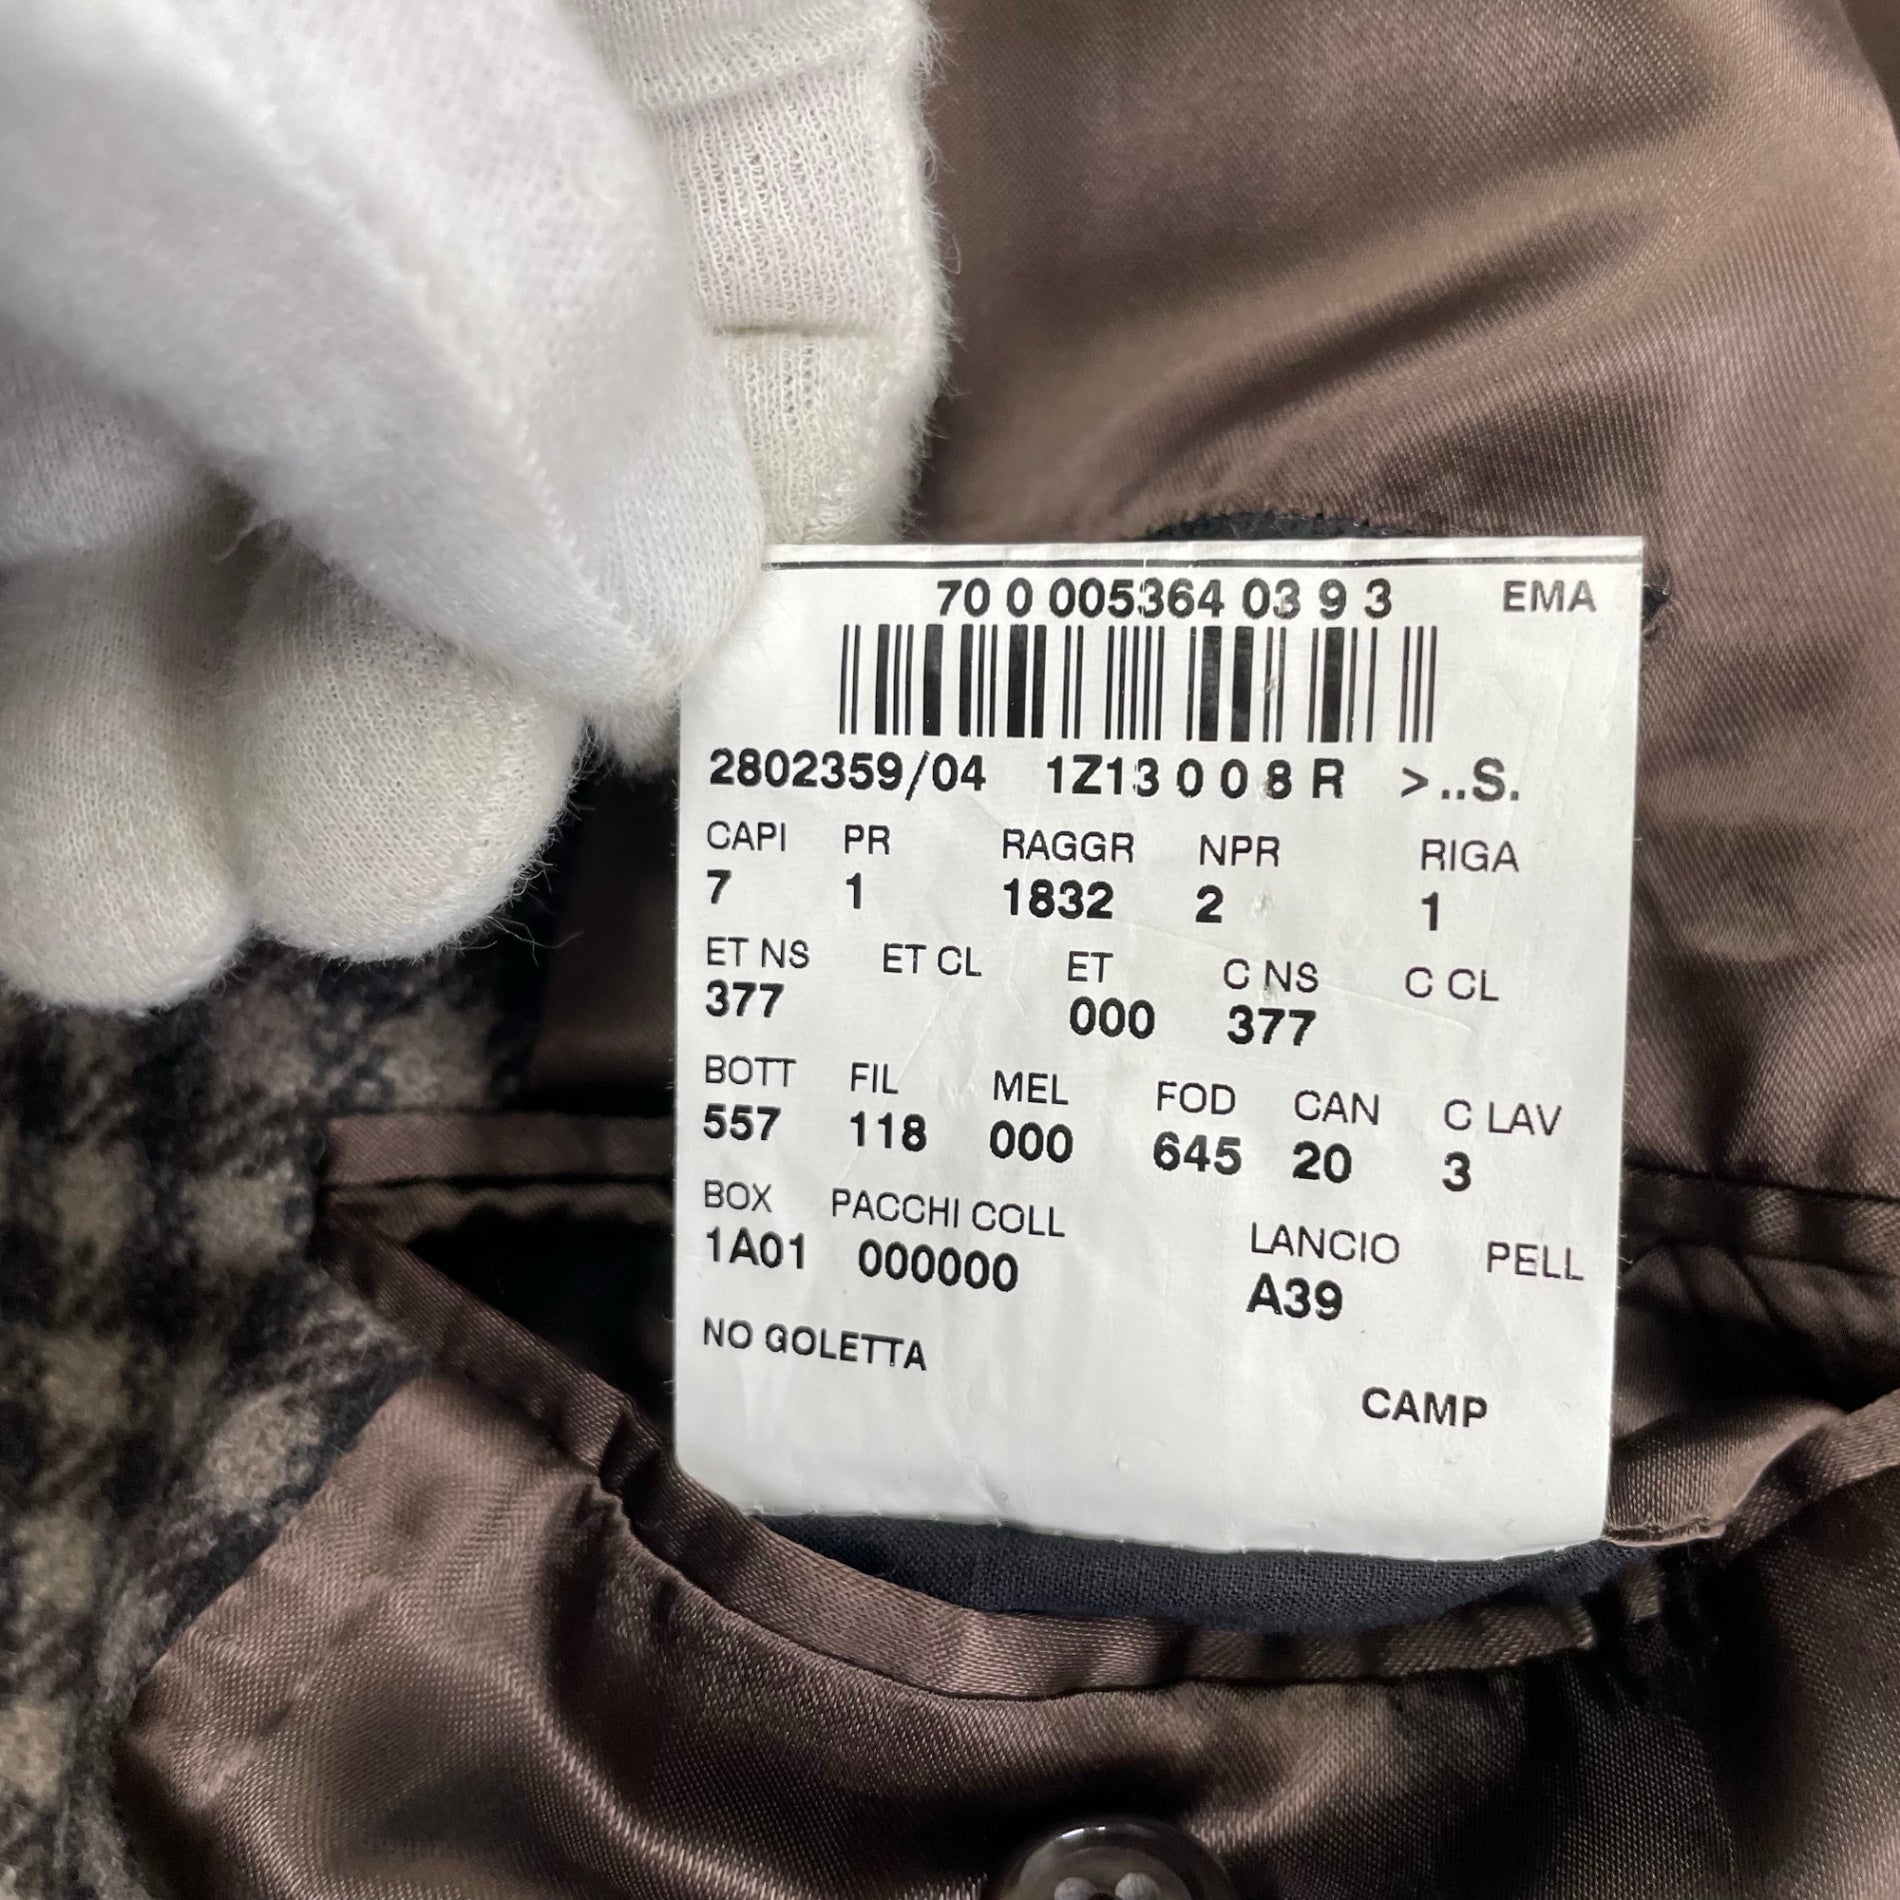 70 0 005364 03 9 3 EMA
2802359/04 1Z13 0 0 8 R >..S.
CAPI PR RAGGR NPR RIGA
7 1 1832 2 1
ET NS ET CL ET C NS C CL
377 000 377
BOTT FIL MEL FOD CAN C LAV
557 118 000 645 20 3
BOX PACCHI COLL LANCIO PELL
1A01 000000 A39
NO GOLETTA
CAMP